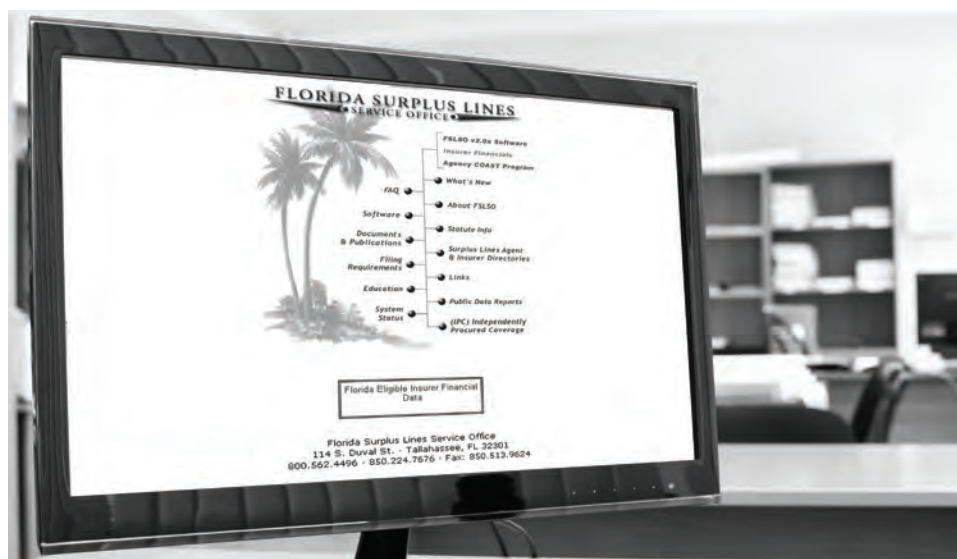 FLORIDA SURPLUS LINES
SERVICE OFFICE
FSLSO v2.0x Software
Insurer Financials
Agency COAST Program
What's New
FAQ
About FSLSO
Software
Statute Info
Documents
& Publications
Surplus Lines Agent
& Insurer Directories
Filing
Requirements
Links
Education
Public Data Reports
System
Status
(IPC) Independently
Procured Coverage
Florida Eligible Insurer Financial
Data
Florida Surplus Lines Service Office
114 S. Duval St. · Tallahassee, FL 32301
800.562.4496 · 850.224.7676 · Fax: 850.513.9624